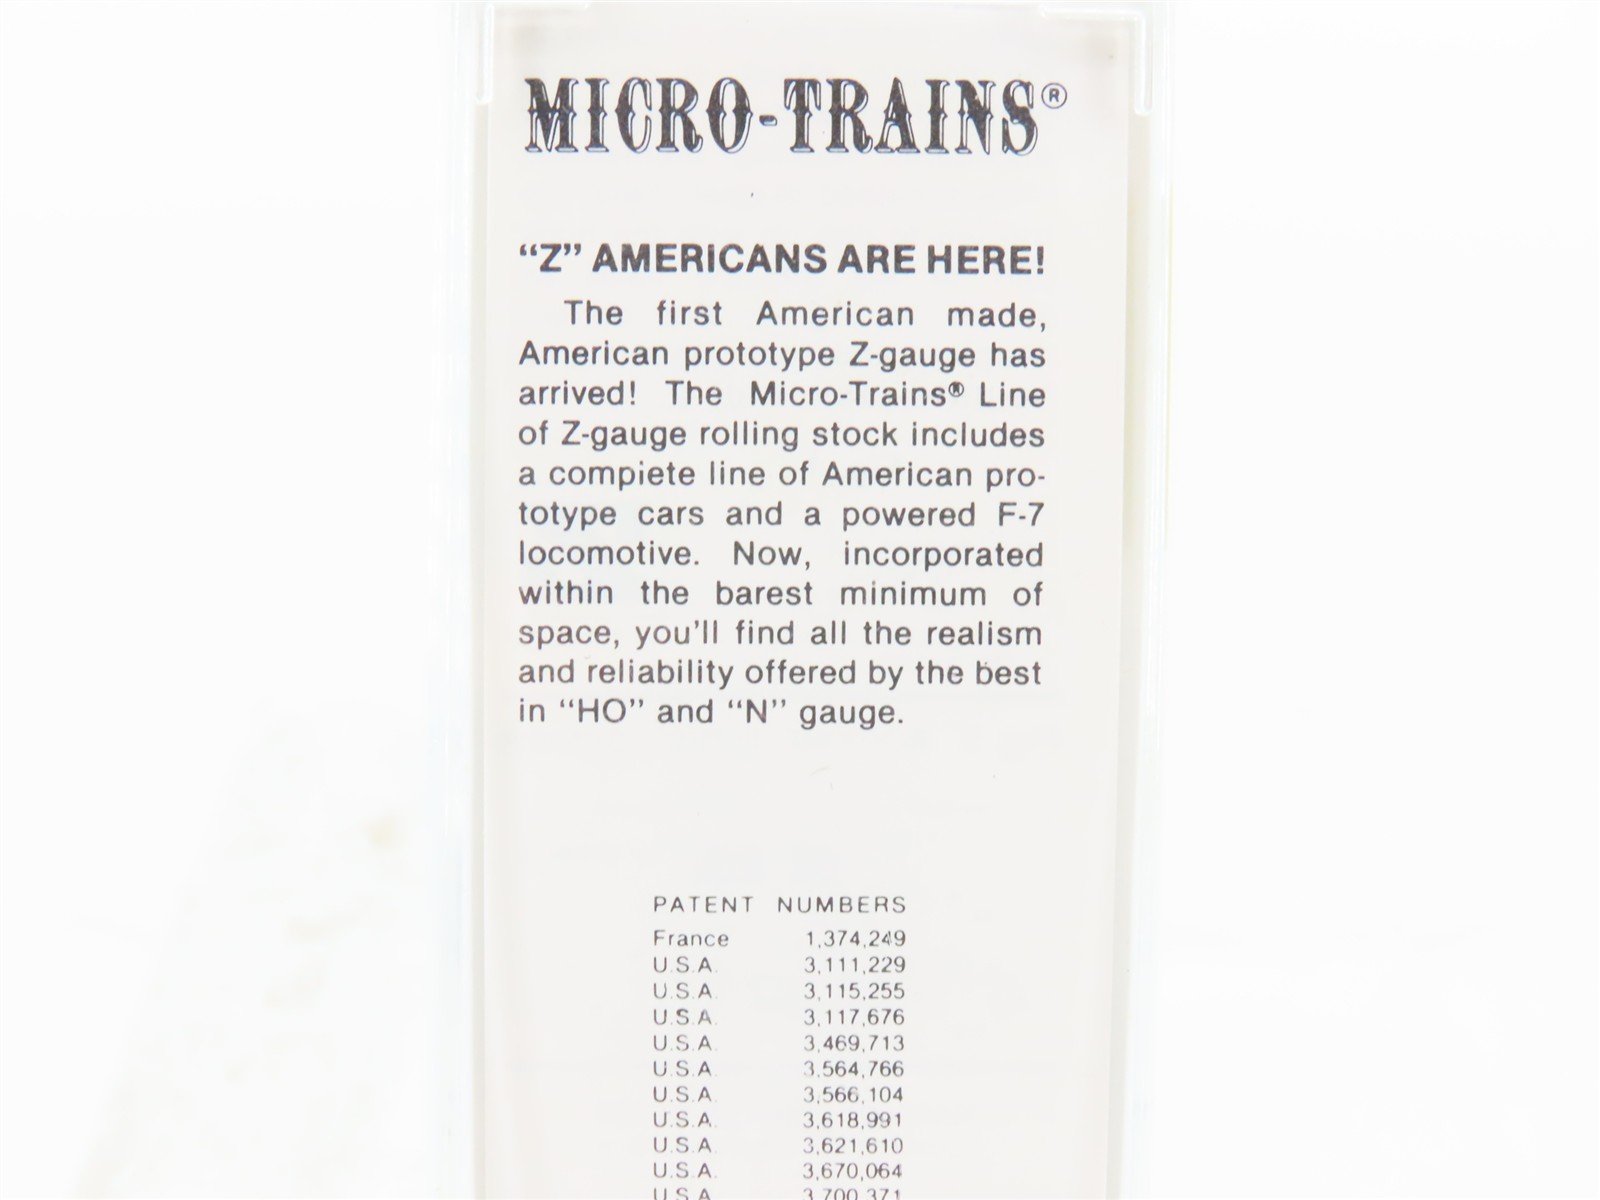 MICRO-TRAINS®
“Z” AMERICANS ARE HERE!
The first American made,
American prototype Z-gauge has
arrived! The Micro-Trains® Line
of Z-gauge rolling stock includes
a compiete line of American pro-
totype cars and a powered F-7
locomotive. Now, incorporated
within the barest minimum of
space, you'll find all the realism
and reliability offered by the best
in “HO” and “N” gauge.
PATENT NUMBERS
France 1,374,249
U.S.A. 3,111,229
U.S.A. 3,115,255
U.S.A. 3,117,676
U.S.A. 3,469,713
U.S.A. 3,564,766
U.S.A. 3,566,104
U.S.A. 3,618,991
U.S.A. 3,621,610
U.S.A. 3,670,064
U.S.A. 3,700,371